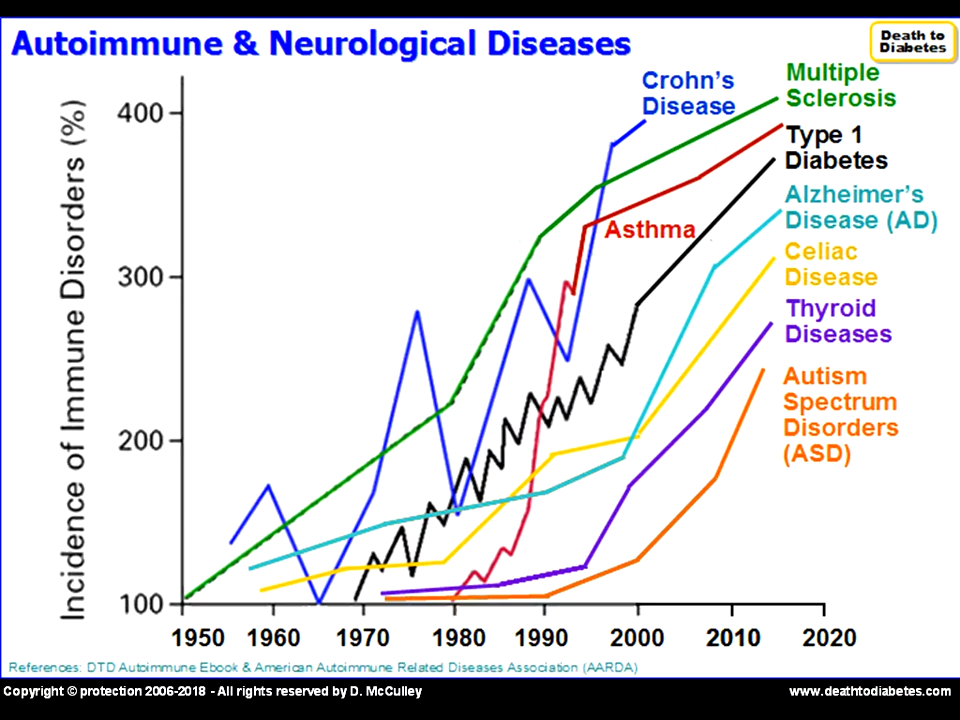 Autoimmune & Neurological Diseases
Death to
Diabetes
Incidence of Immune Disorders (%)
400
300
200
100
Crohn's
Disease
Multiple
Sclerosis
Type 1
Diabetes
Asthma
Alzheimer's
Disease (AD)
Celiac
Disease
Thyroid
Diseases
Autism
Spectrum
Disorders
(ASD)
1950 1960 1970 1980 1990 2000 2010 2020
References: DTD Autoimmune Ebook & American Autoimmune Related Diseases Association (AARDA)
Copyright © protection 2006-2018 - All rights reserved by D. McCulley
www.deathtodiabetes.com